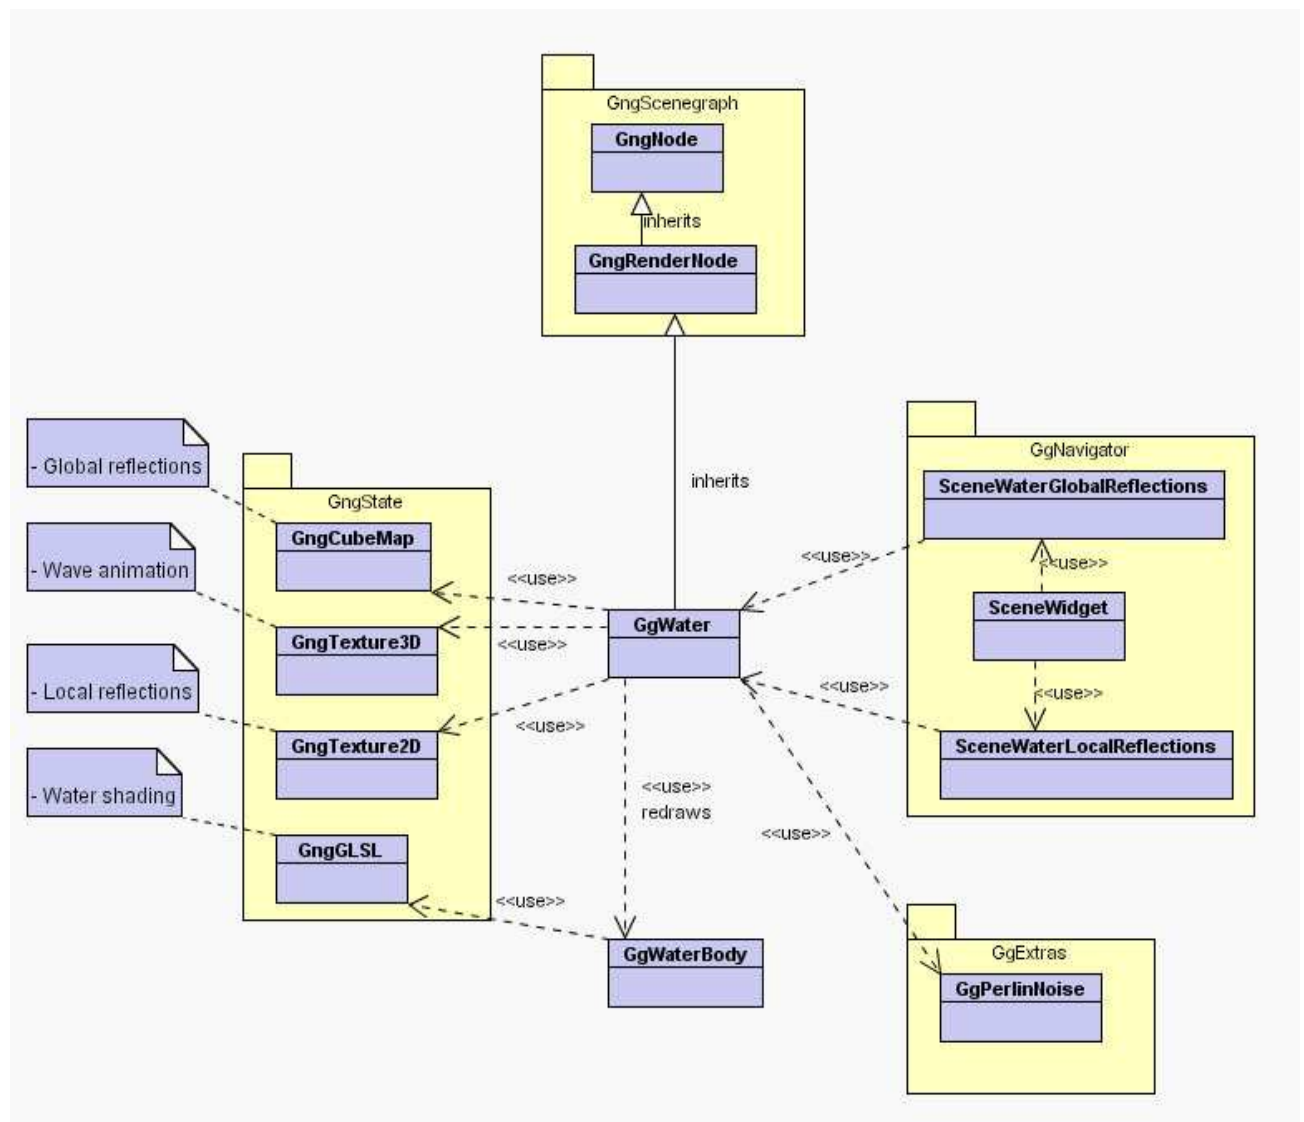 GngScenegraph
GngNode
inherits
GngRenderNode
inherits
- Global reflections
- Wave animation
- Local reflections
- Water shading
GngState
GngCubeMap
GngTexture3D
GngTexture2D
GngGLSL
<<use>>
<<use>>
<<use>>
<<use>>
GgWater
<<use>>
redraws
GgWaterBody
<<use>>
<<use>>
<<use>>
GgNavigator
SceneWaterGlobalReflections
<<use>>
SceneWidget
<<use>>
SceneWaterLocalReflections
GgExtras
GgPerlinNoise